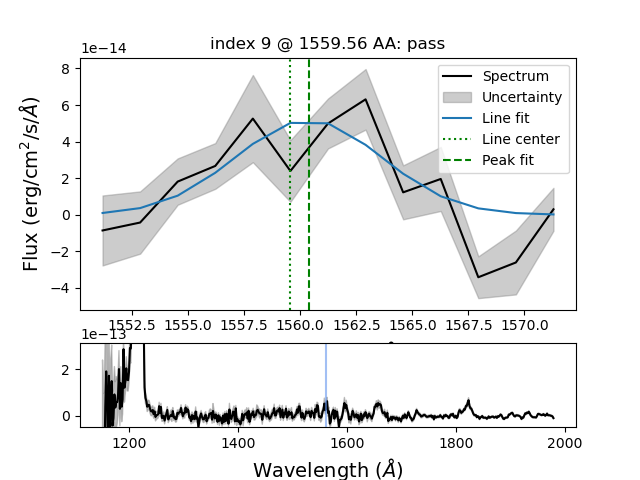 index 9 @ 1559.56 AA: pass
1e−14
8
6
4
2
0
−2
−4
Flux (erg/cm²/s/Å)
Spectrum
Uncertainty
Line fit
Line center
Peak fit
1552.5 1555.0 1557.5 1560.0 1562.5 1565.0 1567.5 1570.0
1e−13
2
0
1200 1400 1600 1800 2000
Wavelength (Å)